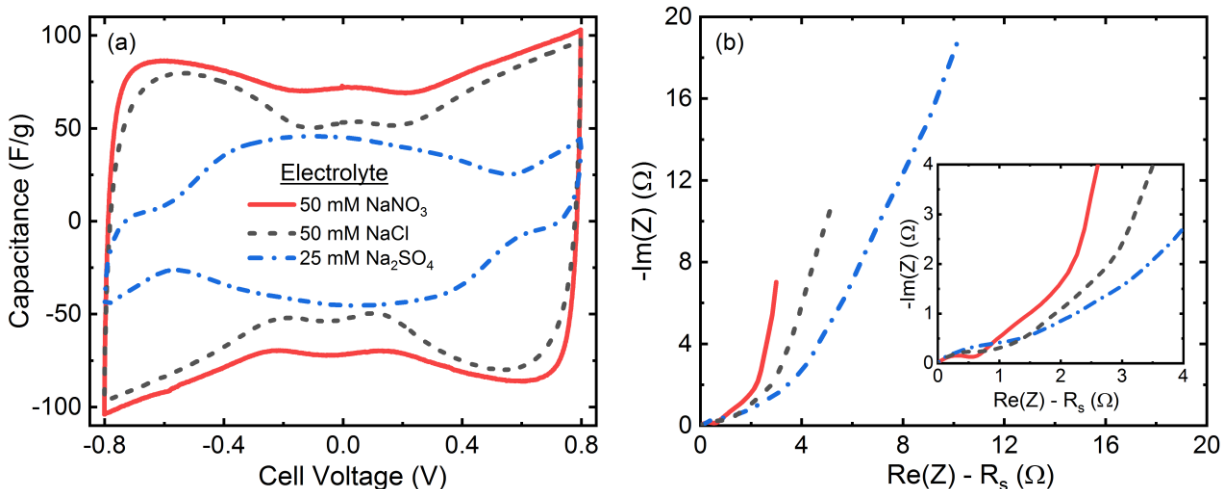 (a)
Capacitance (F/g)
100
50
0
-50
-100
Electrolyte
50 mM NaNO₃
50 mM NaCl
25 mM Na₂SO₄
-0.8 -0.4 0.0 0.4 0.8
Cell Voltage (V)
(b)
-Im(Z) (Ω)
20
16
12
8
4
0
0 4 8 12 16 20
Re(Z) - Rₛ (Ω)
-Im(Z) (Ω)
4
3
2
1
0
0 1 2 3 4
Re(Z) - Rₛ (Ω)